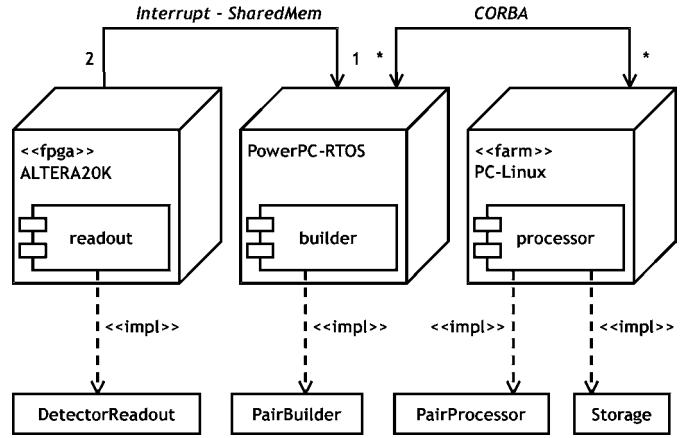 Interrupt - SharedMem
CORBA
2
1
*
*
<<fpga>>
ALTERA20K
PowerPC-RTOS
<<farm>>
PC-Linux
readout
builder
processor
<<impl>>
<<impl>>
<<impl>>
<<impl>>
DetectorReadout
PairBuilder
PairProcessor
Storage